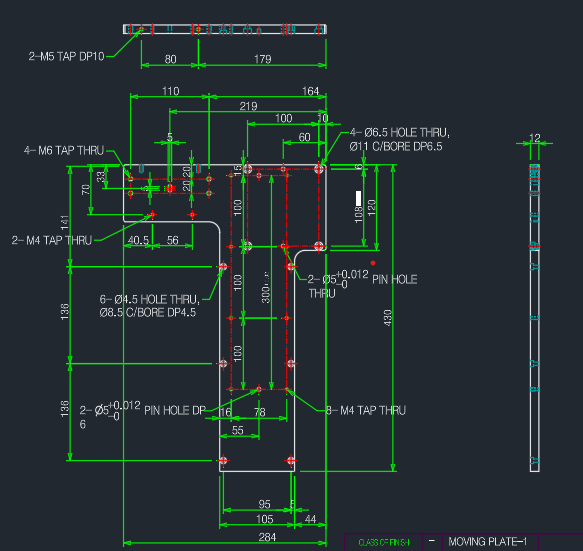 2-M5 TAP DP10
80
179
110
164
219
5
100
10
60
4- Ø6.5 HOLE THRU,
Ø11 C/BORE DP6.5
12
4- M6 TAP THRU
33
70
20
20
16
6
108
120
141
100
2- M4 TAP THRU
40.5
56
2- Ø5+0.012
-0
PIN HOLE
THRU
6- Ø4.5 HOLE THRU,
Ø8.5 C/BORE DP4.5
136
100
300
430
136
100
2- Ø5+0.012
-0
PIN HOLE DP
6
16
78
8- M4 TAP THRU
55
95
105
44
284
CLASS OF FINISH
-
MOVING PLATE-1